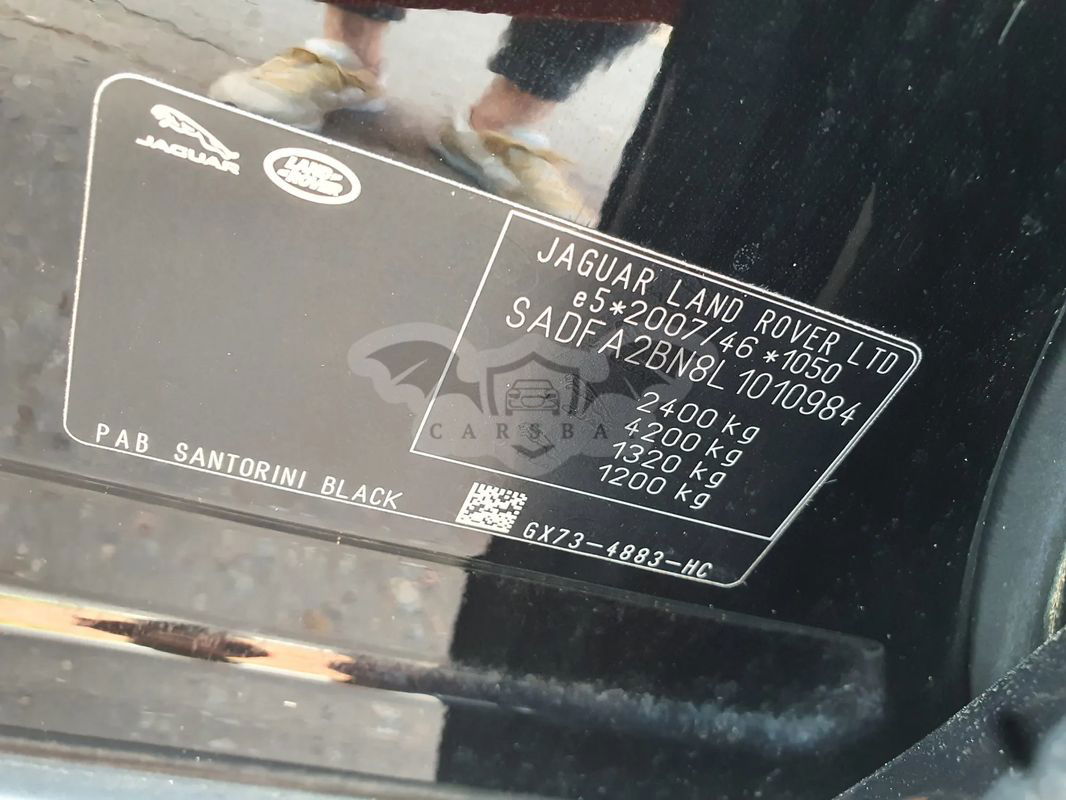 JAGUAR
LAND
ROVER
JAGUAR LAND ROVER LTD
e5*2007/46*1050
SADFA2BN8L1010984
2400 kg
4200 kg
1320 kg
1200 kg
CARSBA
PAB SANTORINI BLACK
GX73-4883-HC